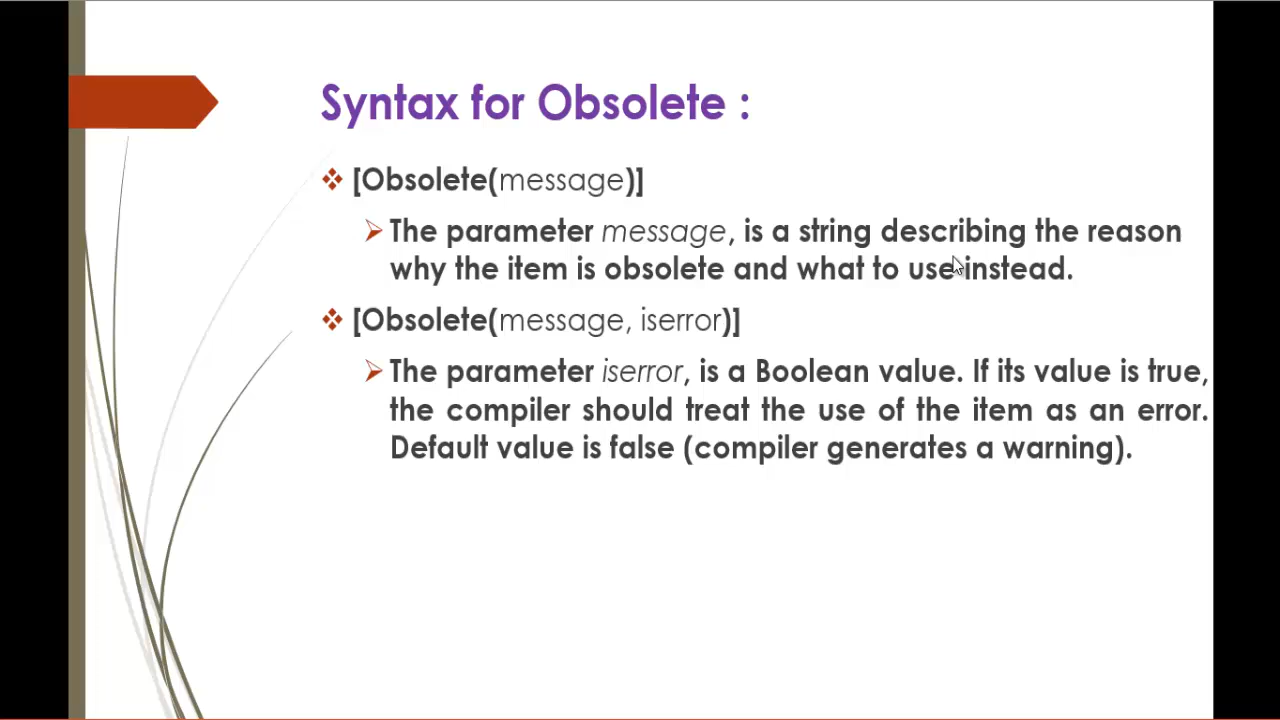 Syntax for Obsolete :
[Obsolete(message)]
The parameter message, is a string describing the reason
why the item is obsolete and what to use instead.
[Obsolete(message, iserror)]
The parameter iserror, is a Boolean value. If its value is true,
the compiler should treat the use of the item as an error.
Default value is false (compiler generates a warning).